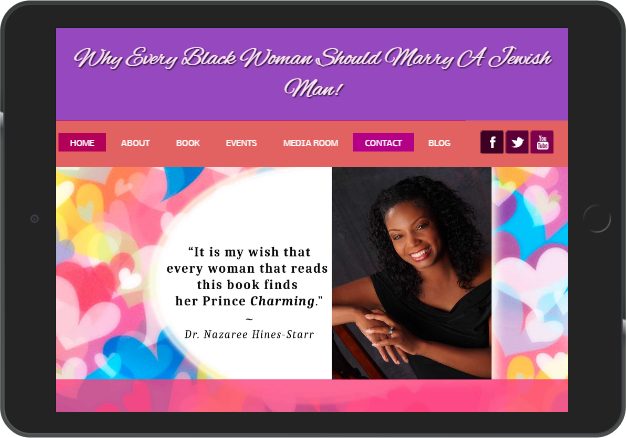 Why Every Black Woman Should Marry A Jewish
Man!
HOME ABOUT BOOK EVENTS MEDIA ROOM CONTACT BLOG f You Tube
“It is my wish that
every woman that reads
this book finds
her Prince Charming."
~
Dr. Nazaree Hines-Starr